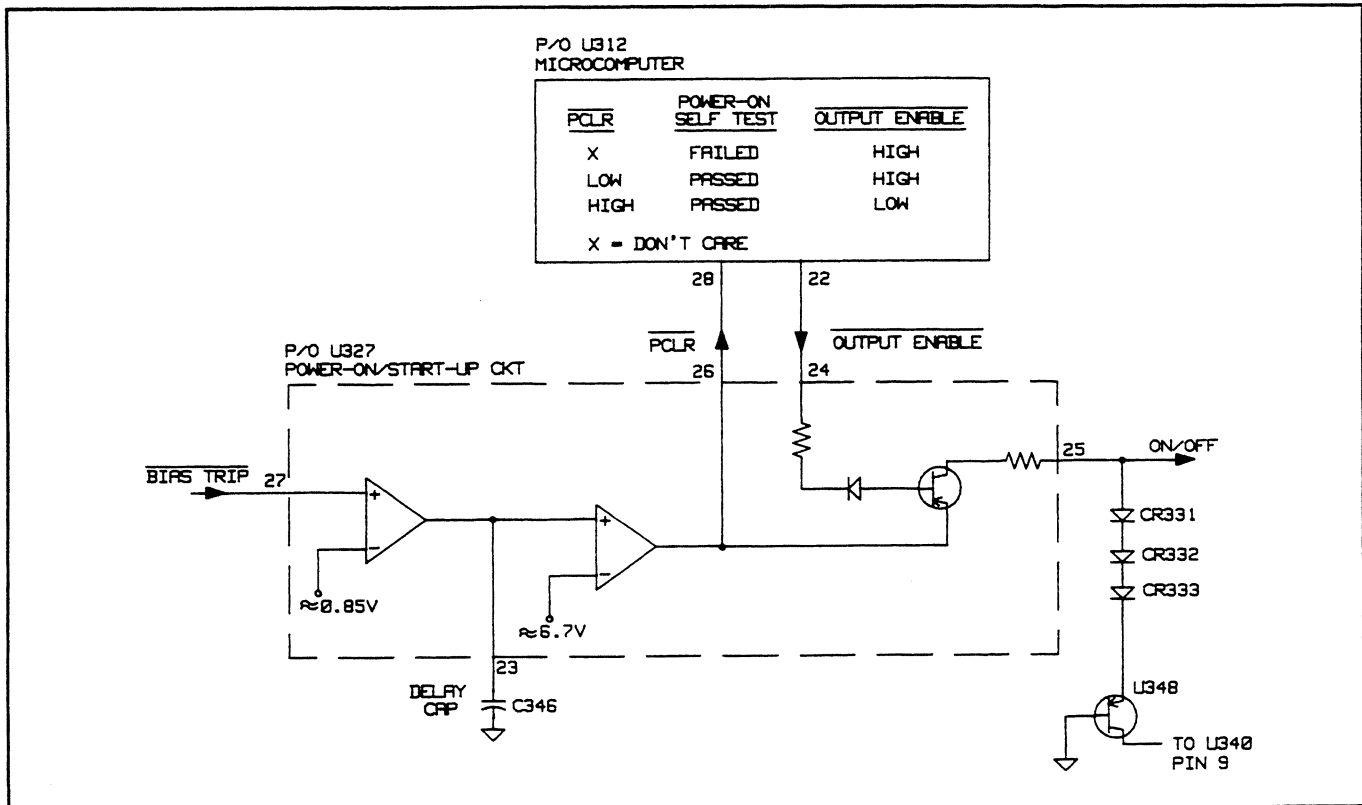 P/O U312
MICROCOMPUTER
PCLR POWER-ON SELF TEST OUTPUT ENABLE
X FAILED HIGH
LOW PASSED HIGH
HIGH PASSED LOW
X = DON'T CARE
28 22
PCLR OUTPUT ENABLE
P/O U327
POWER-ON/START-UP CKT
26 24
25 ON/OFF
BIAS TRIP 27
+ +
- -
CR331
CR332
CR333
≈0.85V
≈6.7V
23
DELAY
CAP
C346
U348
TO U340
PIN 9